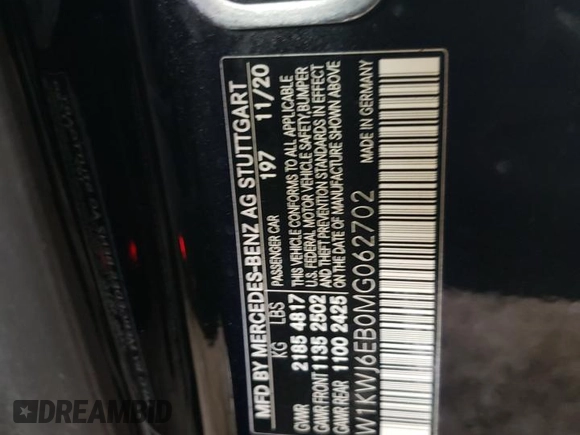 MFD BY MERCEDES-BENZ AG STUTTGART
197 11/20
KG LBS PASSENGER CAR
GVWR 2185 4817 THIS VEHICLE CONFORMS TO ALL APPLICABLE
U.S. FEDERAL MOTOR VEHICLE SAFETY, BUMPER
GAWR FRONT 1135 2502 AND THEFT PREVENTION STANDARDS IN EFFECT
GAWR REAR 1100 2425 ON THE DATE OF MANUFACTURE SHOWN ABOVE
MADE IN GERMANY
W1KWJ6EB0MG062702
DREAMBID